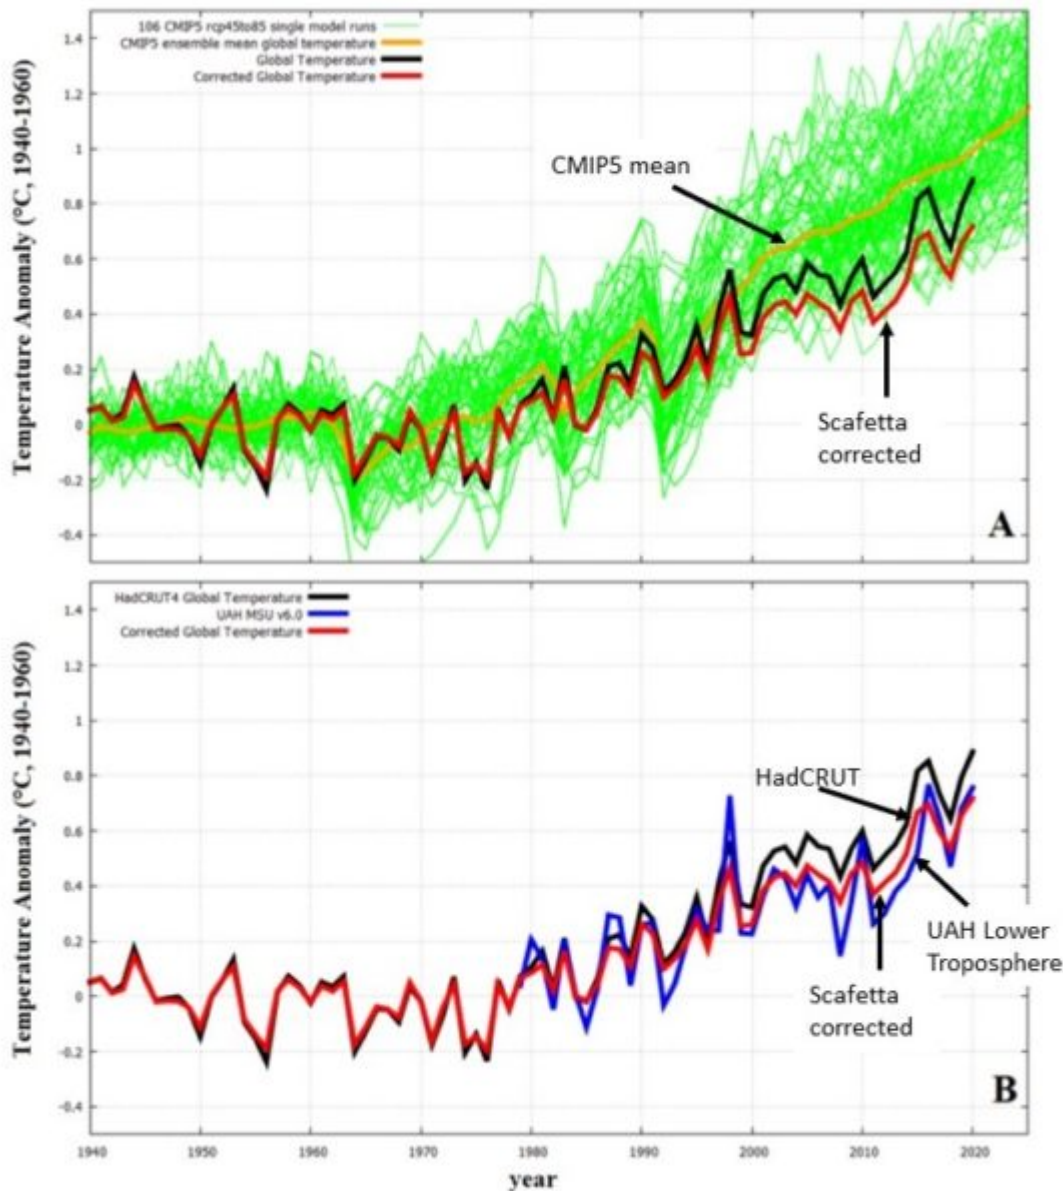 106 CMIP5 rcp45to85 single model runs
CMIP5 ensemble mean global temperature
Global Temperature
Corrected Global Temperature
Temperature Anomaly (°C, 1940-1960)
1.4
1.2
1
0.8
0.6
0.4
0.2
0
-0.2
-0.4
CMIP5 mean
Scafetta
corrected
A
HadCRUT4 Global Temperature
UAH MSU v6.0
Corrected Global Temperature
Temperature Anomaly (°C, 1940-1960)
1.4
1.2
1
0.8
0.6
0.4
0.2
0
-0.2
-0.4
HadCRUT
UAH Lower
Troposphere
Scafetta
corrected
B
1940 1950 1960 1970 1980 1990 2000 2010 2020
year